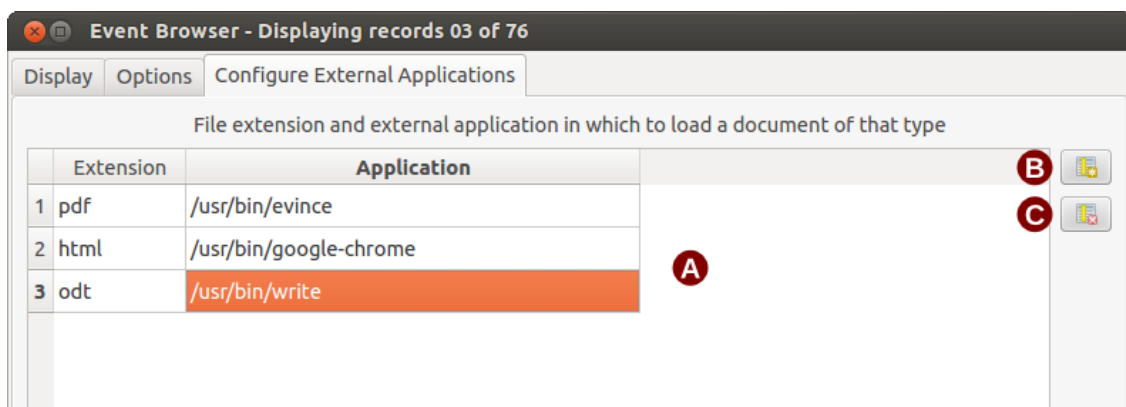 Event Browser - Displaying records 03 of 76
Display Options Configure External Applications
File extension and external application in which to load a document of that type
Extension Application B
1 pdf /usr/bin/evince C
2 html /usr/bin/google-chrome
A
3 odt /usr/bin/write